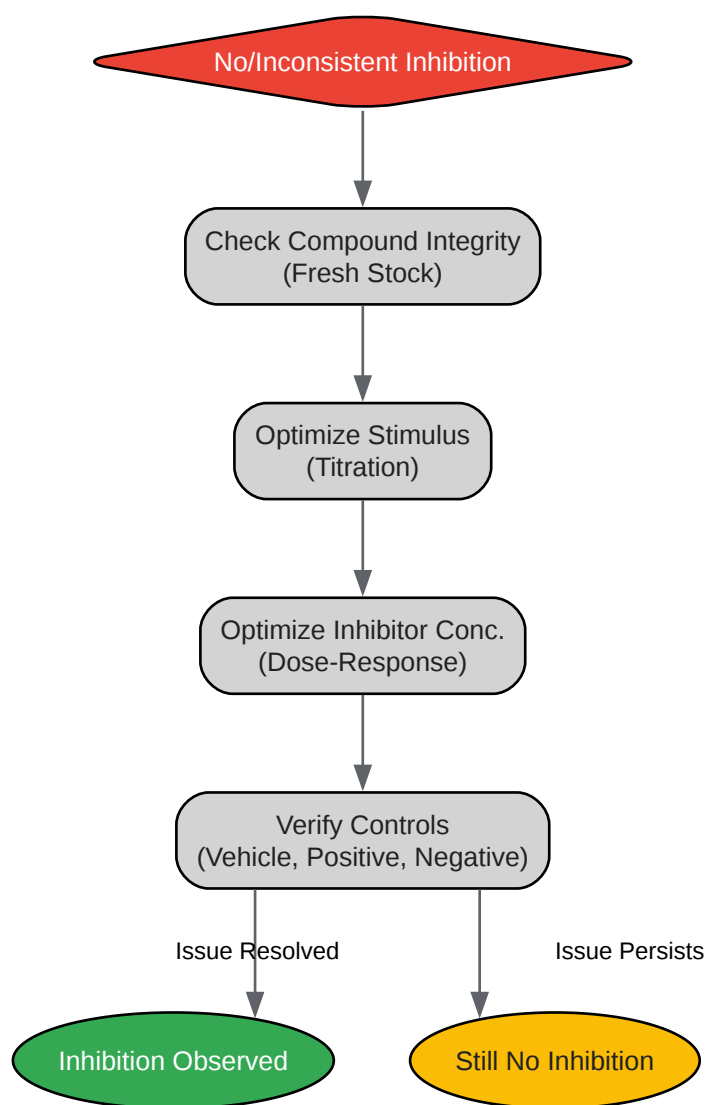 No/Inconsistent Inhibition
Check Compound Integrity
(Fresh Stock)
Optimize Stimulus
(Titration)
Optimize Inhibitor Conc.
(Dose-Response)
Verify Controls
(Vehicle, Positive, Negative)
Issue Resolved
Issue Persists
Inhibition Observed
Still No Inhibition